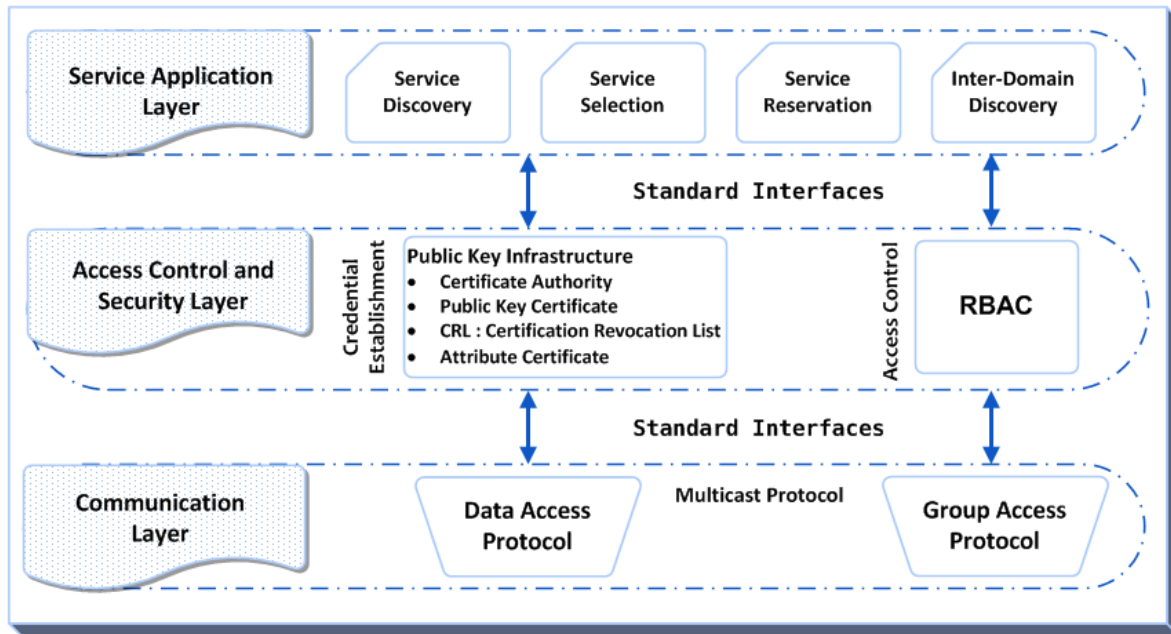 Service Application
Layer
Service
Discovery
Service
Selection
Service
Reservation
Inter-Domain
Discovery
Standard Interfaces
Access Control and
Security Layer
Credential
Establishment
Public Key Infrastructure
• Certificate Authority
• Public Key Certificate
• CRL : Certification Revocation List
• Attribute Certificate
Access Control
RBAC
Standard Interfaces
Communication
Layer
Data Access
Protocol
Multicast Protocol
Group Access
Protocol